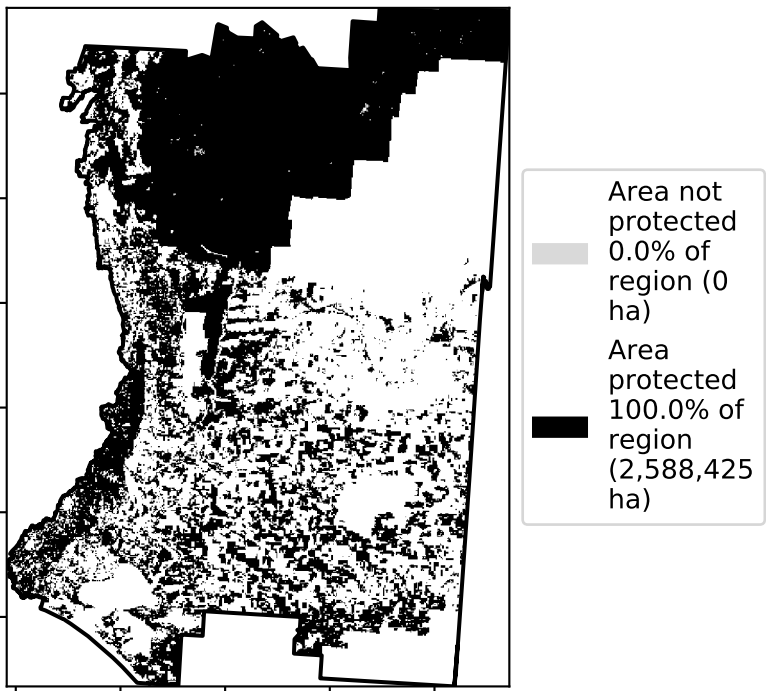 Area not
protected
0.0% of
region (0
ha)
Area
protected
100.0% of
region
(2,588,425
ha)